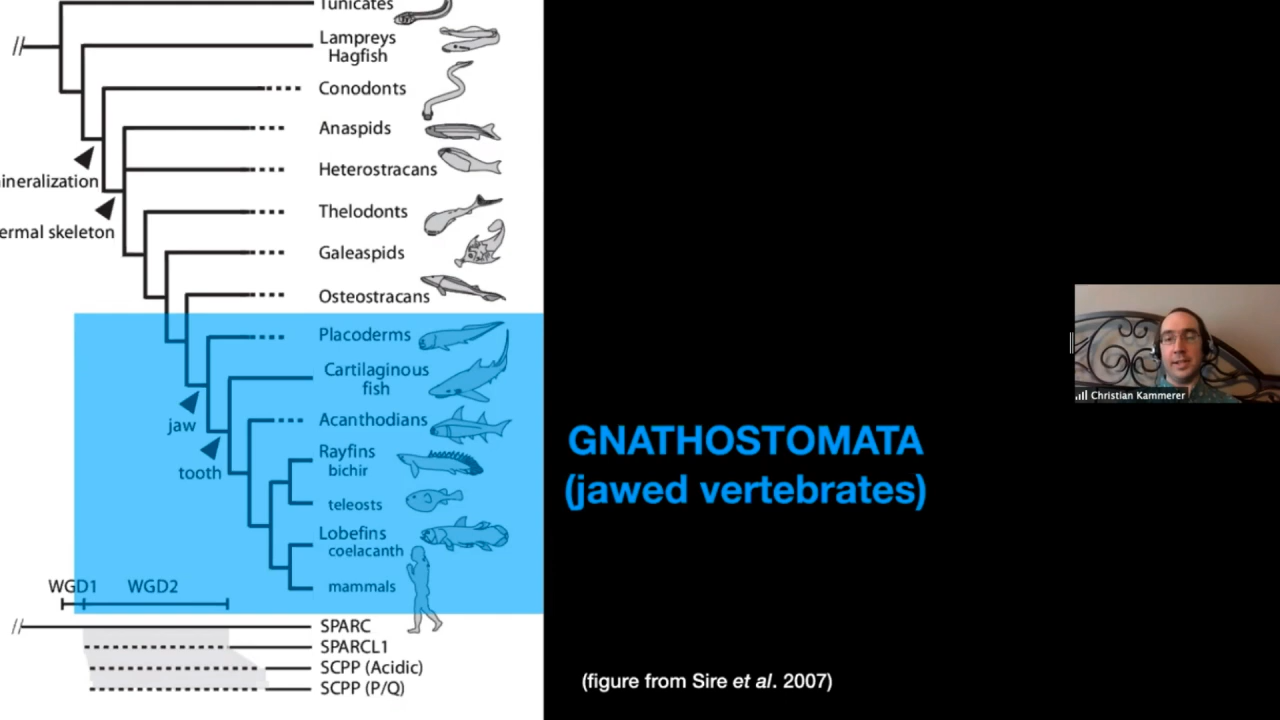 Tunicates
Lampreys
Hagfish
Conodonts
Anaspids
ineralization
Heterostracans
Thelodonts
ermal skeleton
Galeaspids
Osteostracans
Placoderms
Cartilaginous
fish
jaw
Acanthodians
tooth
Rayfins
bichir
teleosts
Lobefins
coelacanth
mammals
WGD1 WGD2
SPARC
SPARCL1
SCPP (Acidic)
SCPP (P/Q)
GNATHOSTOMATA
(jawed vertebrates)
(figure from Sire et al. 2007)
Christian Kammerer